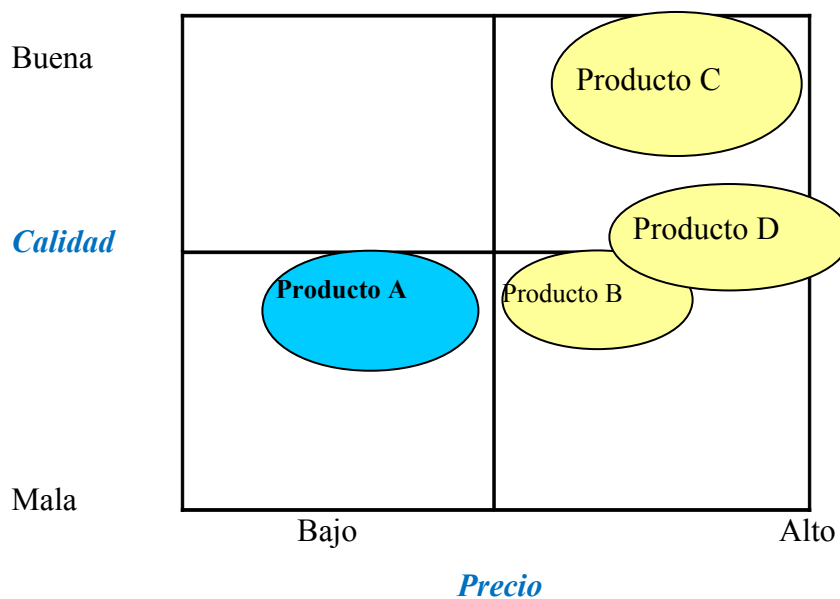 Buena
Producto C
Calidad
Producto D
Producto A
Producto B
Mala
Bajo
Alto
Precio